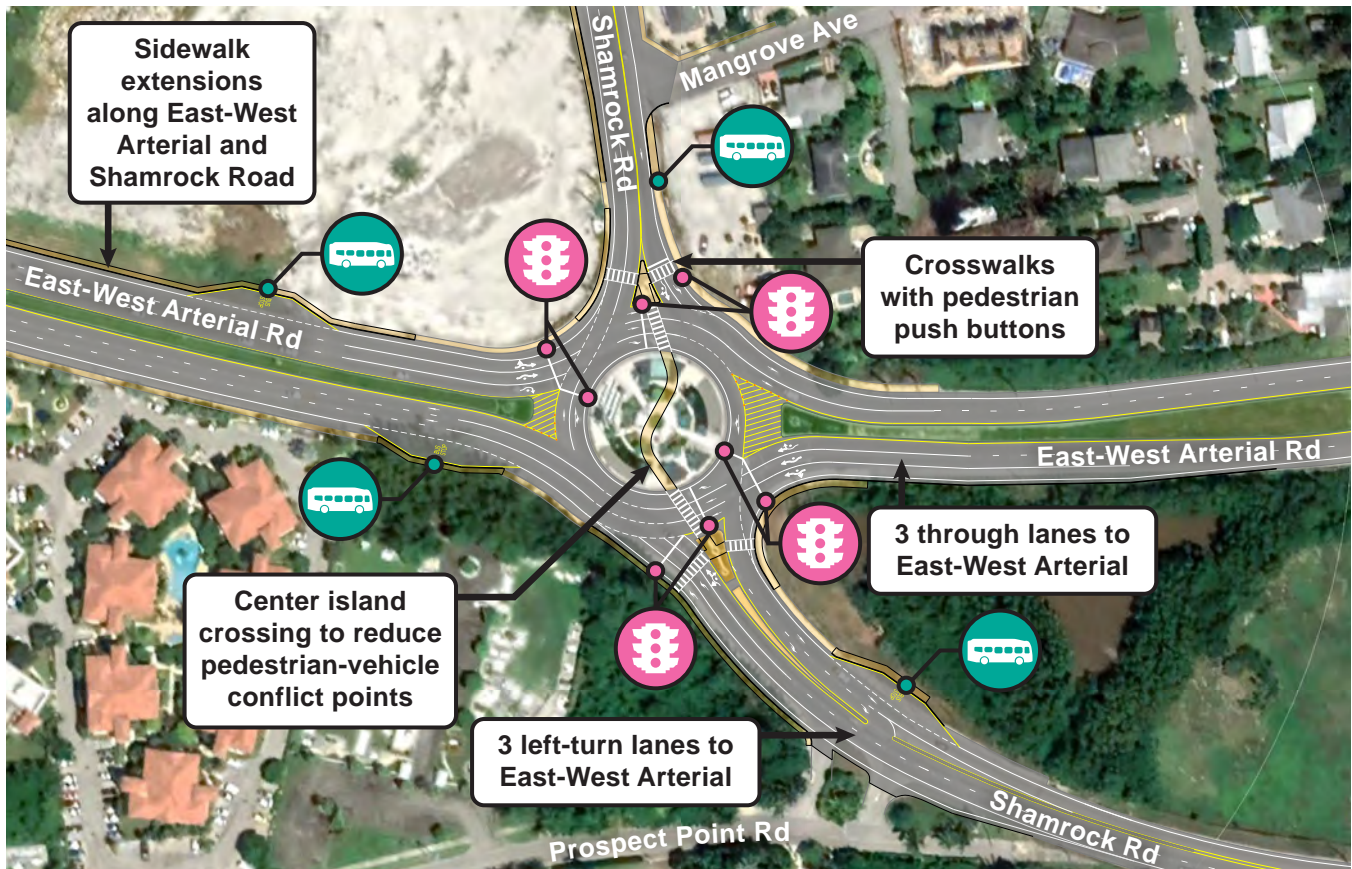 Sidewalk
extensions
along East-West
Arterial and
Shamrock Road
Shamrock Rd
Mangrove Ave
East-West Arterial Rd
Crosswalks
with pedestrian
push buttons
East-West Arterial Rd
3 through lanes to
East-West Arterial
Center island
crossing to reduce
pedestrian-vehicle
conflict points
3 left-turn lanes to
East-West Arterial
Shamrock Rd
Prospect Point Rd